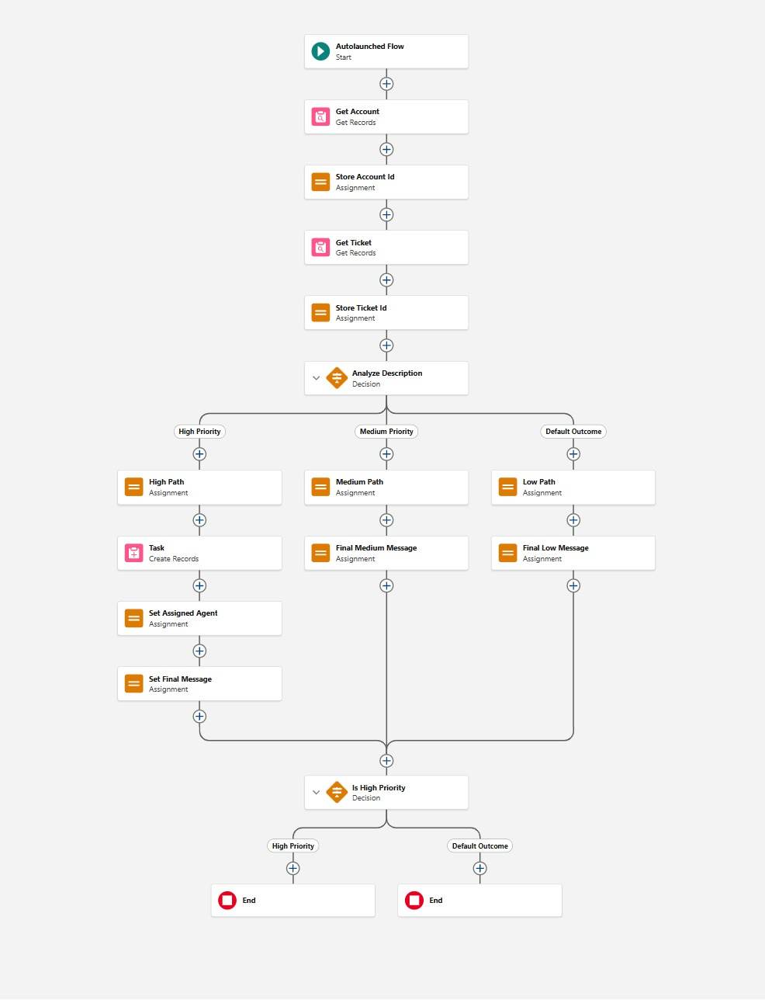 Autolaunched Flow
Start
Get Account
Get Records
Store Account Id
Assignment
Get Ticket
Get Records
Store Ticket Id
Assignment
Analyze Description
Decision
High Priority
Medium Priority
Default Outcome
High Path
Assignment
Medium Path
Assignment
Low Path
Assignment
Task
Create Records
Final Medium Message
Assignment
Final Low Message
Assignment
Set Assigned Agent
Assignment
Set Final Message
Assignment
Is High Priority
Decision
High Priority
Default Outcome
End
End